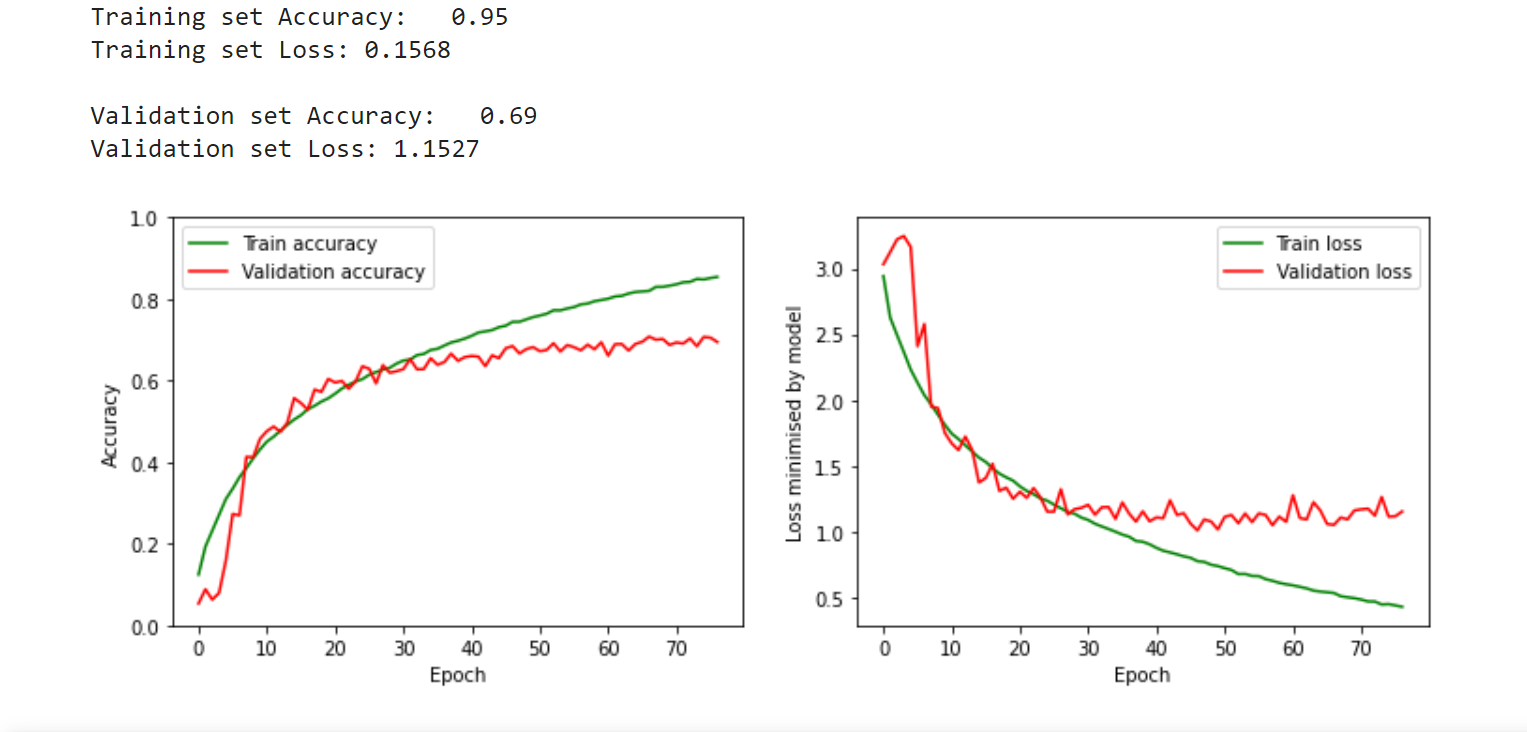 Training set Accuracy:   0.95
Training set Loss: 0.1568
Validation set Accuracy:   0.69
Validation set Loss: 1.1527
1.0
0.8
0.6
0.4
0.2
0.0
Accuracy
Train accuracy
Validation accuracy
0 10 20 30 40 50 60 70
Epoch
3.0
2.5
2.0
1.5
1.0
0.5
Loss minimised by model
Train loss
Validation loss
0 10 20 30 40 50 60 70
Epoch